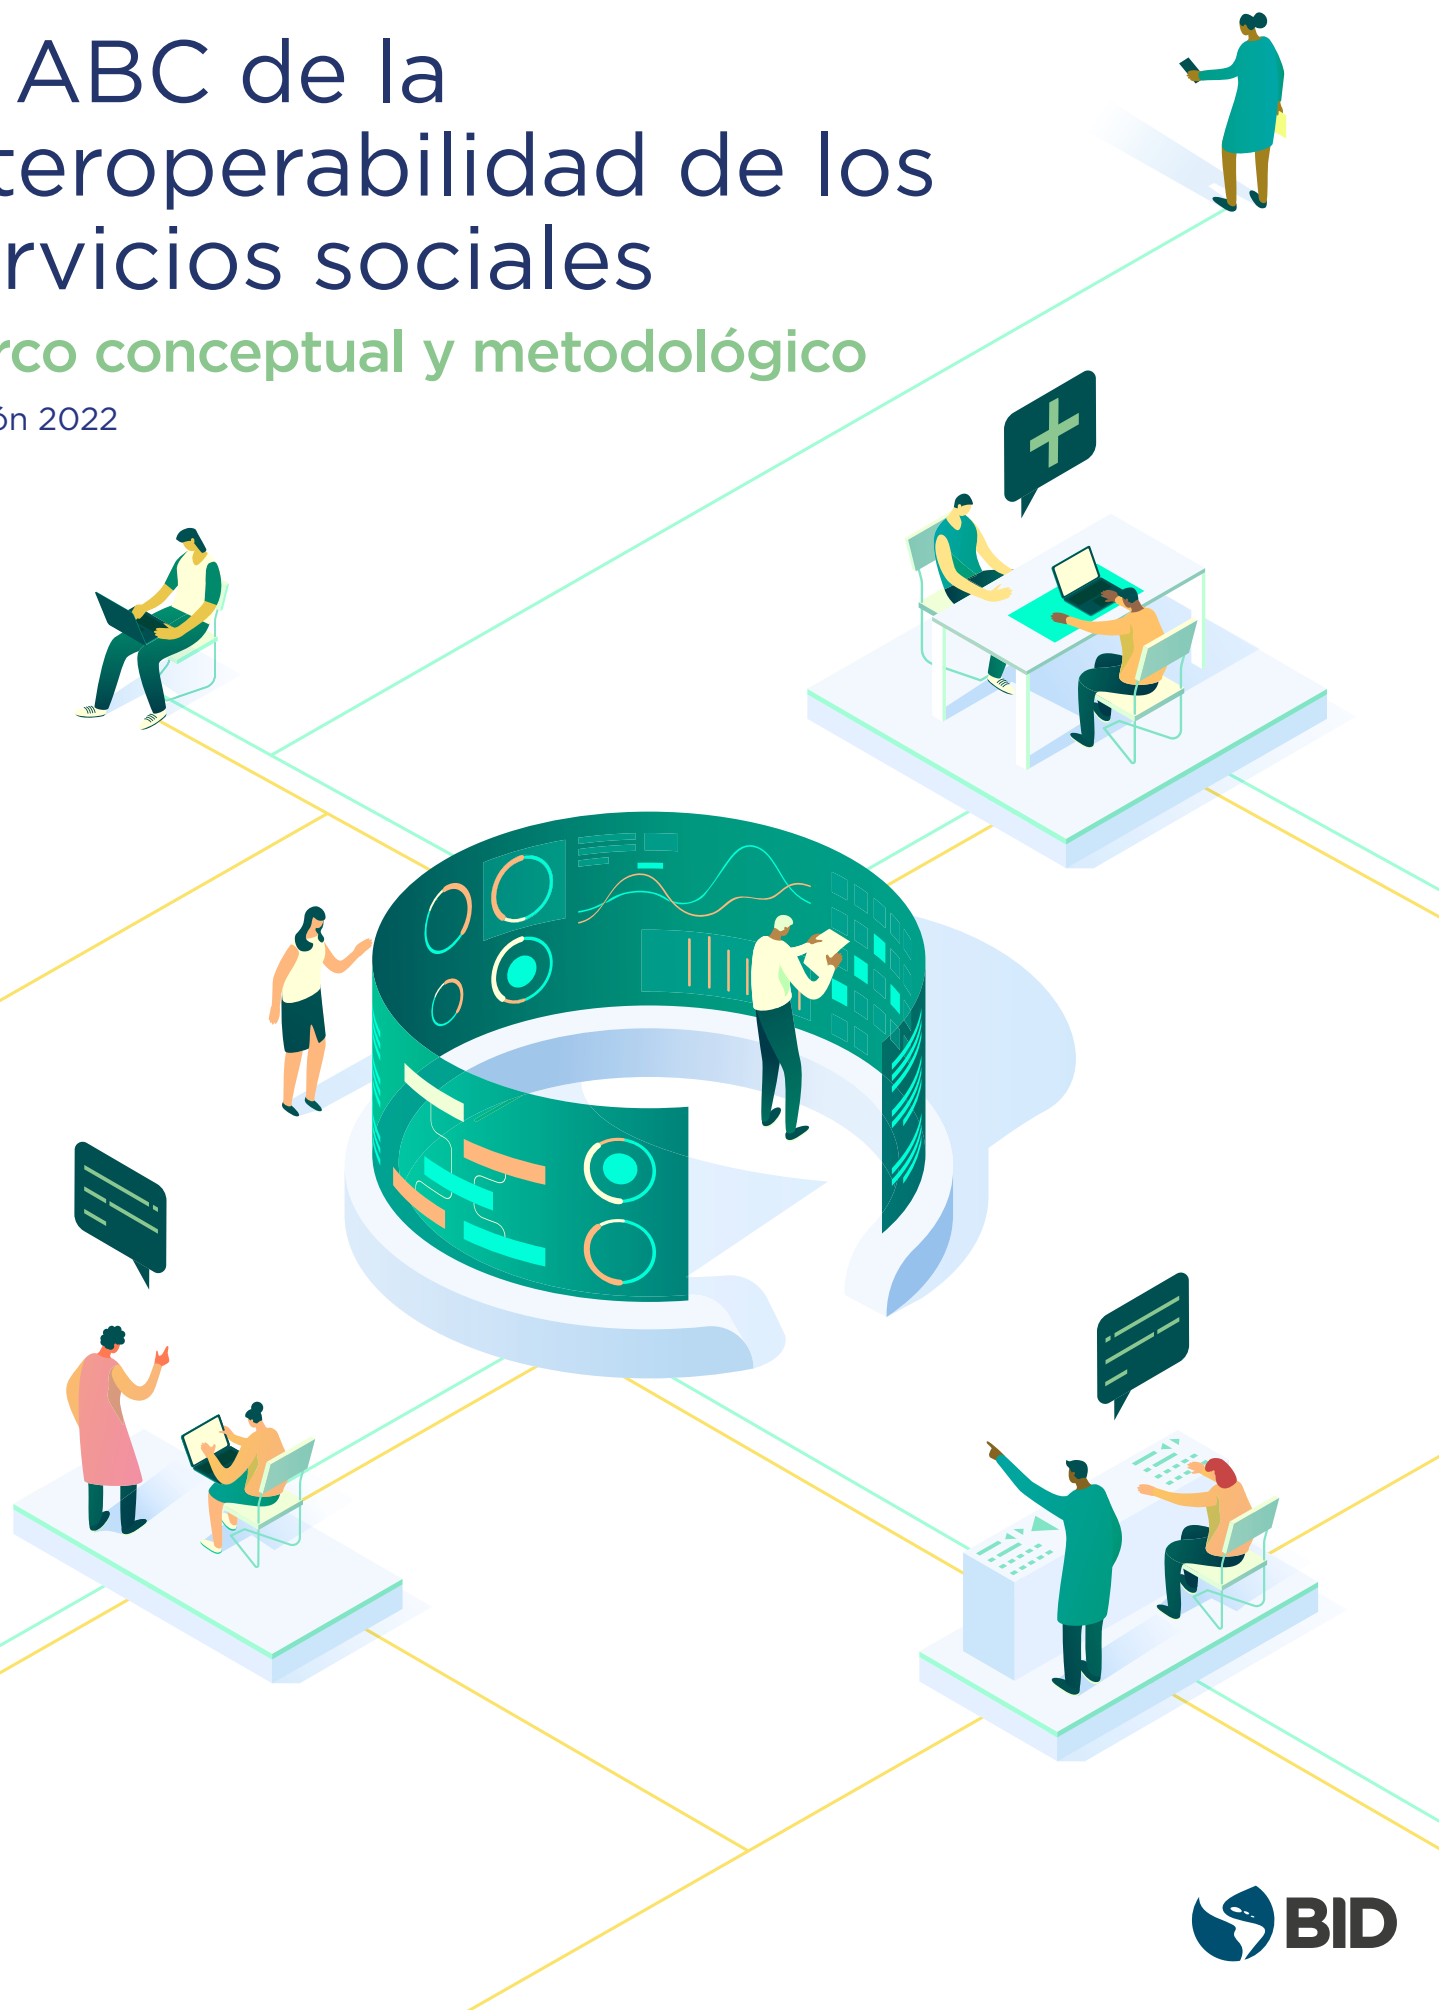 ABC de la
teroperabilidad de los
rvicios sociales
rco conceptual y metodológico
ón 2022
BID